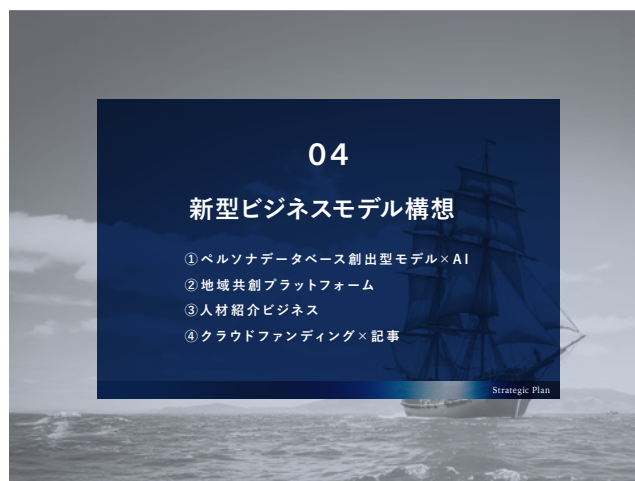 04
新型ビジネスモデル構想
①ペルソナデータベース創出型モデル×AI
②地域共創プラットフォーム
③人材紹介ビジネス
④クラウドファンディング×記事
Strategic Plan